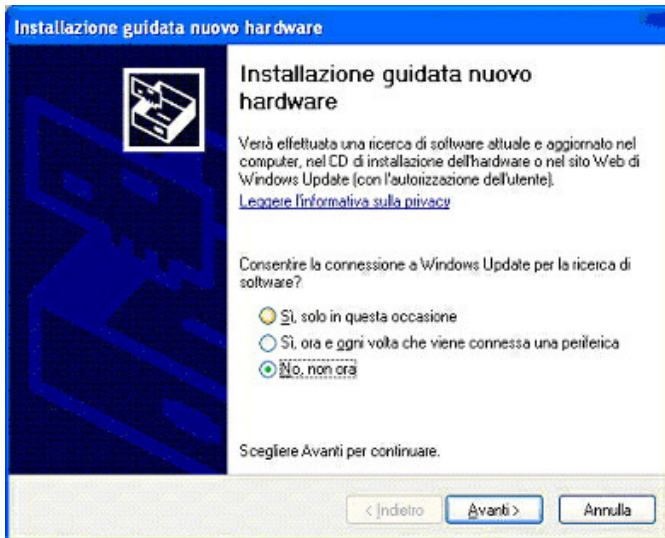 Installazione guidata nuovo hardware
Installazione guidata nuovo
hardware
Verrà effettuata una ricerca di software attuale e aggiornato nel
computer, nel CD di installazione dell'hardware o nel sito Web di
Windows Update (con l'autorizzazione dell'utente).
Leggere l'informativa sulla privacy
Consentire la connessione a Windows Update per la ricerca di
software?
Sì, solo in questa occasione
Sì, ora e ogni volta che viene connessa una periferica
No, non ora
Scegliere Avanti per continuare.
< Indietro Avanti > Annulla